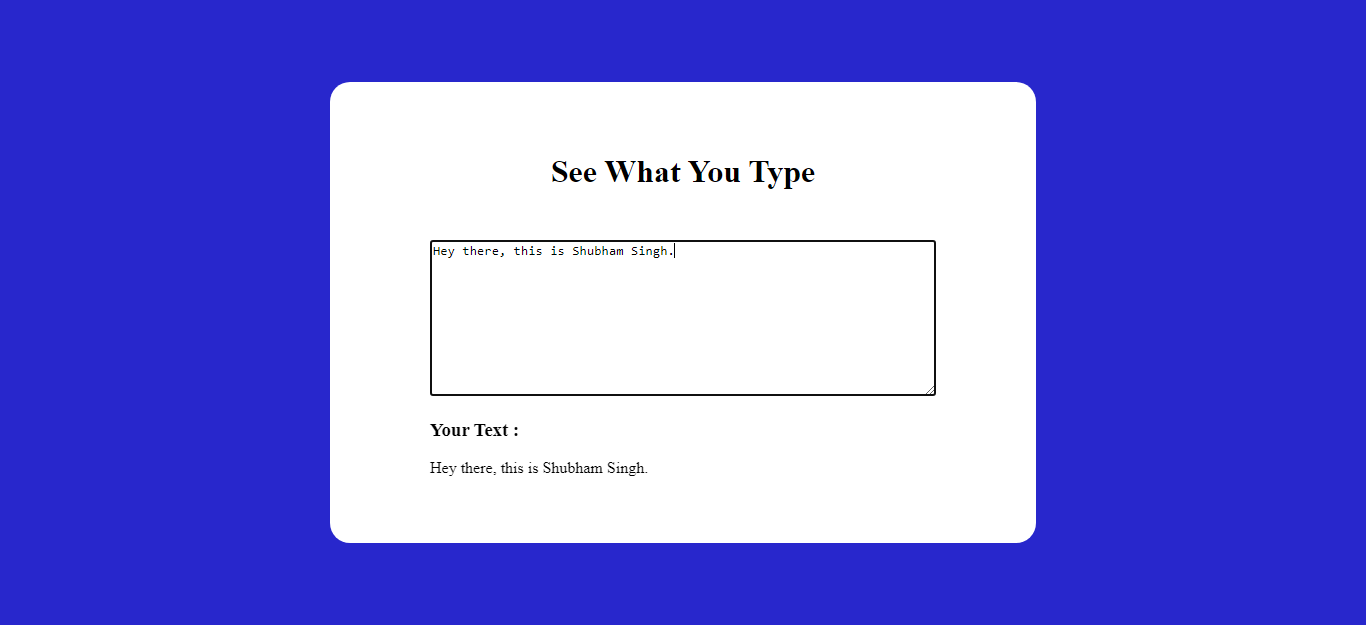 See What You Type
Hey there, this is Shubham Singh.
Your Text :
Hey there, this is Shubham Singh.